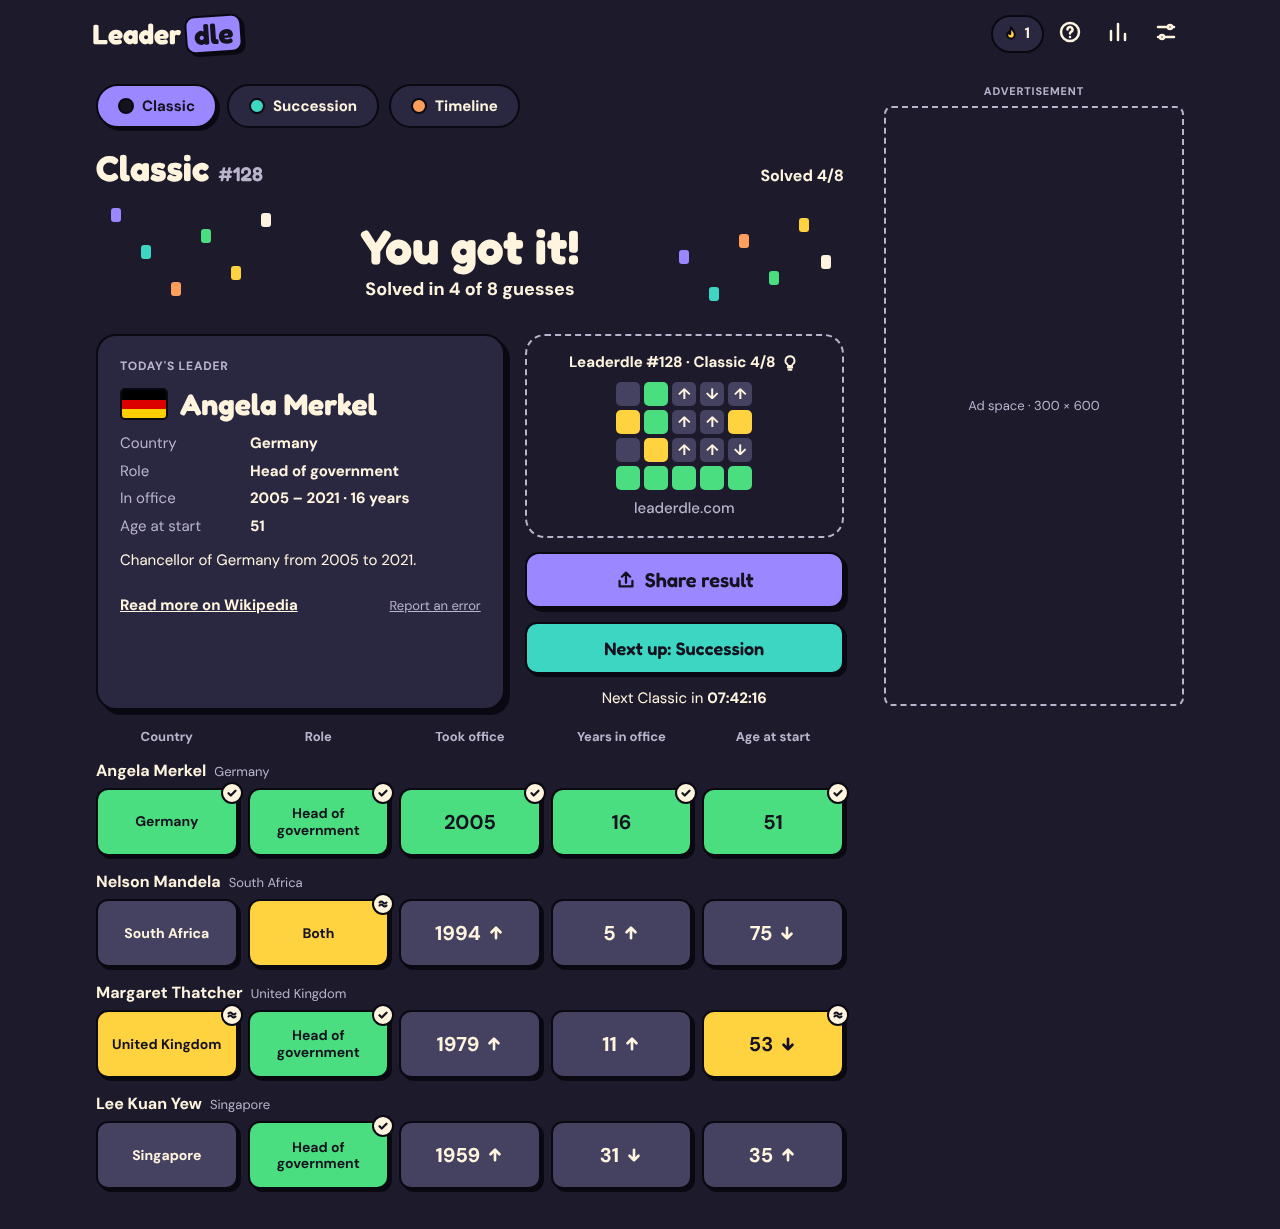 Leader dle
1
Classic
Succession
Timeline
ADVERTISEMENT
Classic #128
Solved 4/8
You got it!
Solved in 4 of 8 guesses
TODAY'S LEADER
Angela Merkel
Country Germany
Role Head of government
In office 2005 – 2021 · 16 years
Age at start 51
Chancellor of Germany from 2005 to 2021.
Read more on Wikipedia
Report an error
Leaderdle #128 · Classic 4/8
↑ ↓ ↑
↑ ↑
↑ ↑ ↓
leaderdle.com
Share result
Next up: Succession
Next Classic in 07:42:16
Ad space · 300 × 600
Country Role Took office Years in office Age at start
Angela Merkel Germany
Germany
Head of
government
2005
16
51
Nelson Mandela South Africa
South Africa
Both
1994 ↑
5 ↑
75 ↓
Margaret Thatcher United Kingdom
United Kingdom
Head of
government
1979 ↑
11 ↑
53 ↓
Lee Kuan Yew Singapore
Singapore
Head of
government
1959 ↑
31 ↓
35 ↑